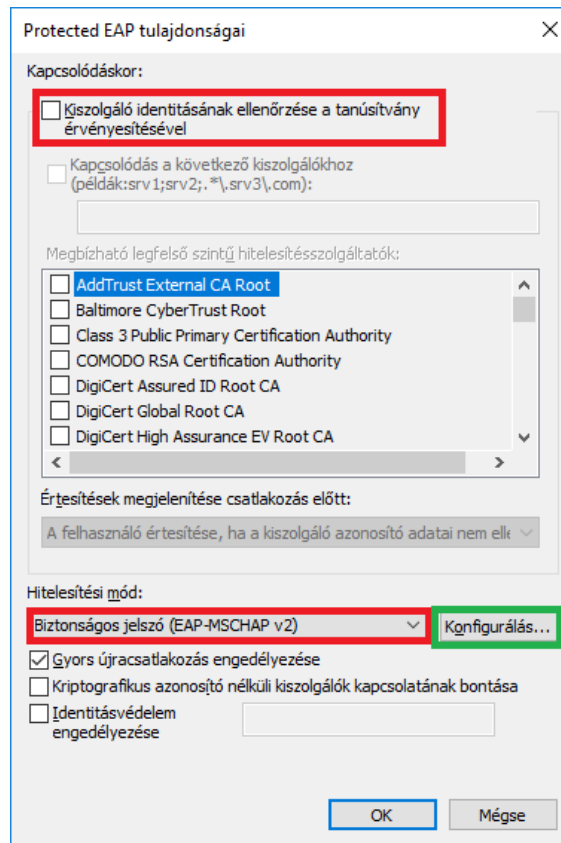 Protected EAP tulajdonságai
Kapcsolódáskor:
Kiszolgáló identitásának ellenőrzése a tanúsítvány
érvényesítésével
Kapcsolódás a következő kiszolgálókhoz
(példák:srv1;srv2;.*\.srv3\.com):
Megbízható legfelső szintű hitelesítésszolgáltatók:
AddTrust External CA Root
Baltimore CyberTrust Root
Class 3 Public Primary Certification Authority
COMODO RSA Certification Authority
DigiCert Assured ID Root CA
DigiCert Global Root CA
DigiCert High Assurance EV Root CA
Értesítések megjelenítése csatlakozás előtt:
A felhasználó értesítése, ha a kiszolgáló azonosító adatai nem elle
Hitelesítési mód:
Biztonságos jelszó (EAP-MSCHAP v2)
Konfigurálás...
Gyors újracsatlakozás engedélyezése
Kriptografikus azonosító nélküli kiszolgálók kapcsolatának bontása
Identitásvédelem
engedélyezése
OK
Mégse